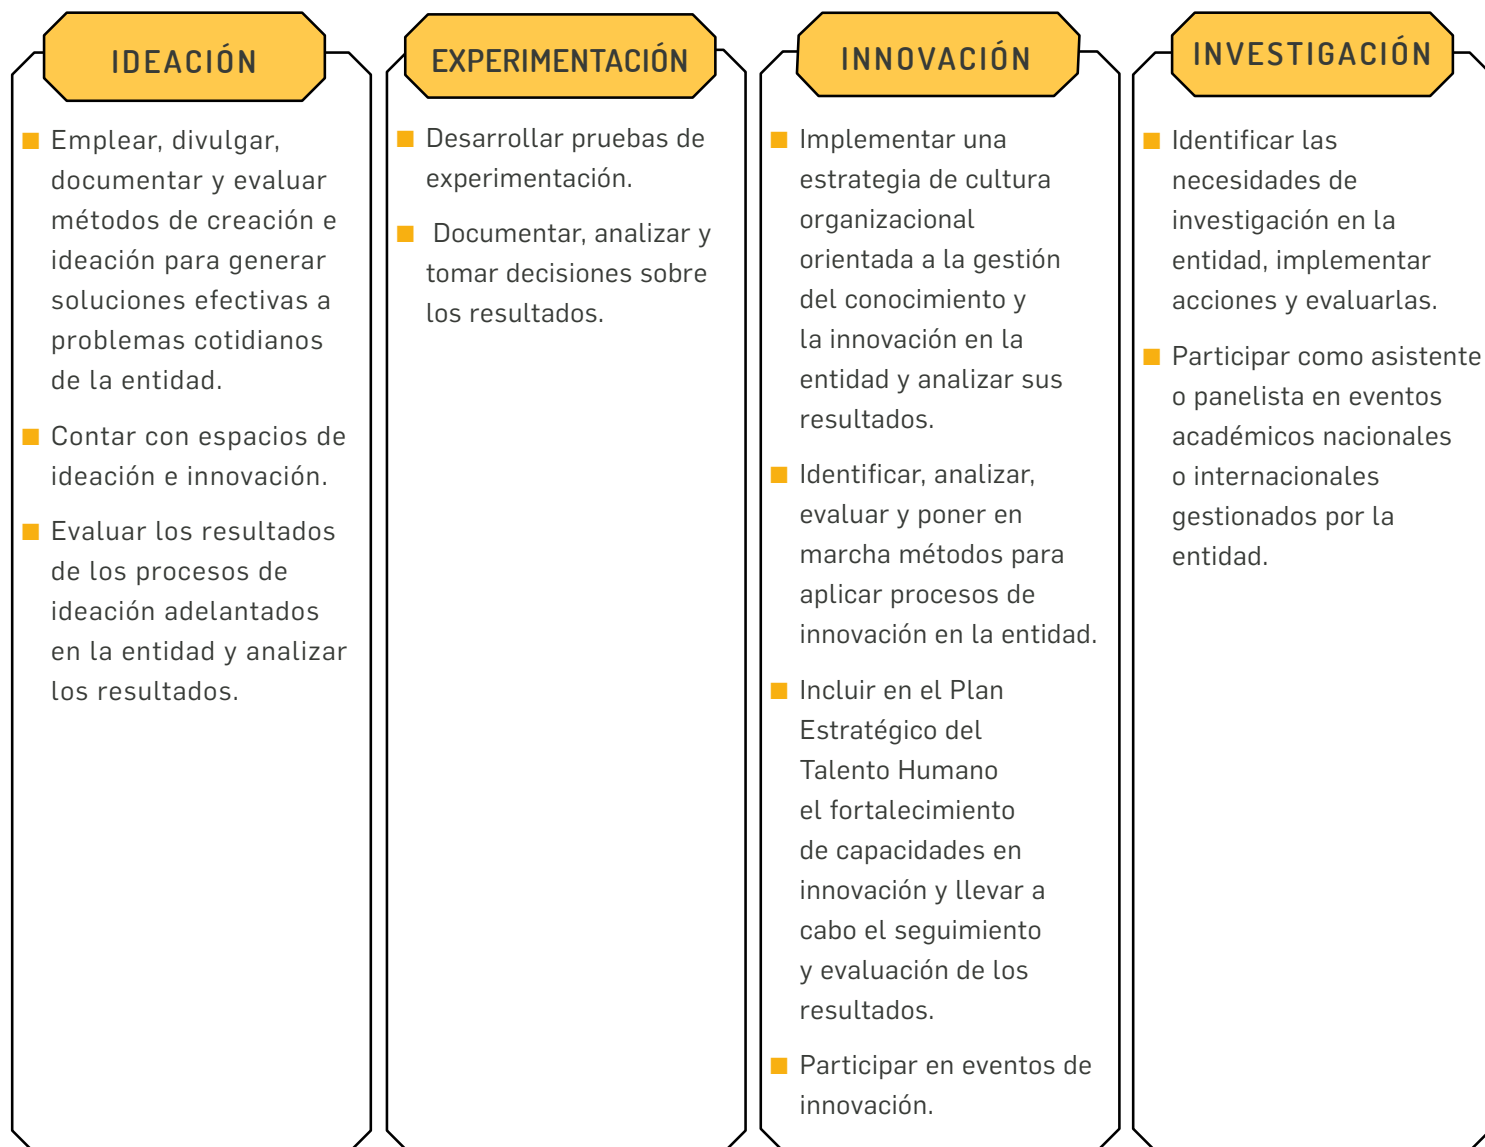 IDEACIÓN
Emplear, divulgar,
documentar y evaluar
métodos de creación e
ideación para generar
soluciones efectivas a
problemas cotidianos
de la entidad.
Contar con espacios de
ideación e innovación.
Evaluar los resultados
de los procesos de
ideación adelantados
en la entidad y analizar
los resultados.
EXPERIMENTACIÓN
Desarrollar pruebas de
experimentación.
Documentar, analizar y
tomar decisiones sobre
los resultados.
INNOVACIÓN
Implementar una
estrategia de cultura
organizacional
orientada a la gestión
del conocimiento y
la innovación en la
entidad y analizar sus
resultados.
Identificar, analizar,
evaluar y poner en
marcha métodos para
aplicar procesos de
innovación en la entidad.
Incluir en el Plan
Estratégico del
Talento Humano
el fortalecimiento
de capacidades en
innovación y llevar a
cabo el seguimiento
y evaluación de los
resultados.
Participar en eventos de
innovación.
INVESTIGACIÓN
Identificar las
necesidades de
investigación en la
entidad, implementar
acciones y evaluarlas.
Participar como asistente
o panelista en eventos
académicos nacionales
o internacionales
gestionados por la
entidad.